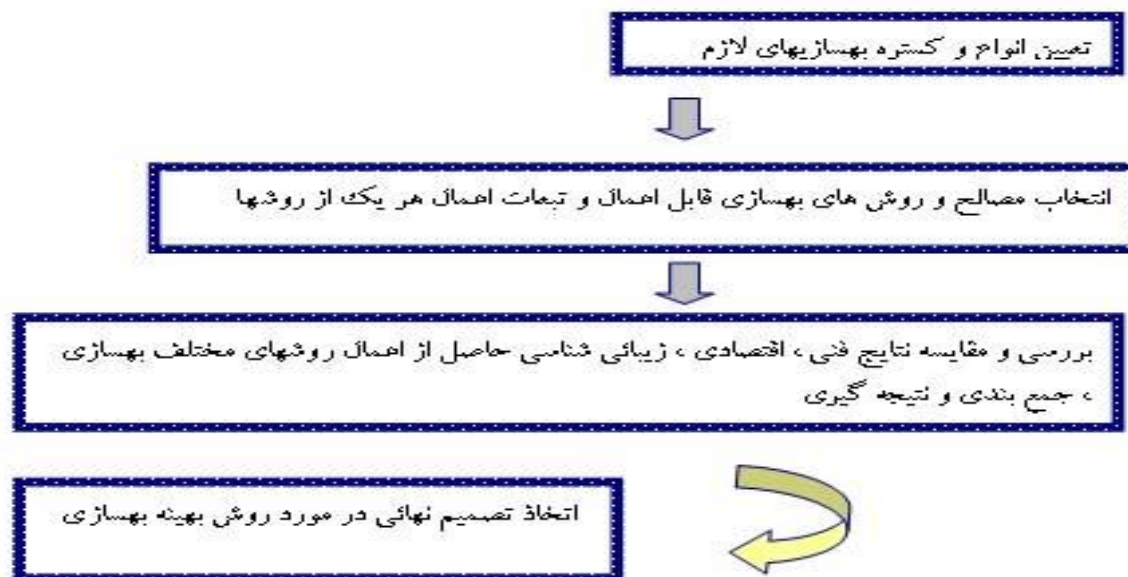 تعیین انواع و گستره بهسازیهای لازم
انتخاب مصالح و روش های بهسازی قابل اعمال و تبعات اعمال هر یک از روشها
بررسی و مقایسه نتایج فنی ، اقتصادی ، زیبائی شناسی حاصل از اعمال روشهای مختلف بهسازی
، جمع بندی و نتیجه گیری
اتخاذ تصمیم نهائی در مورد روش بهینه بهسازی